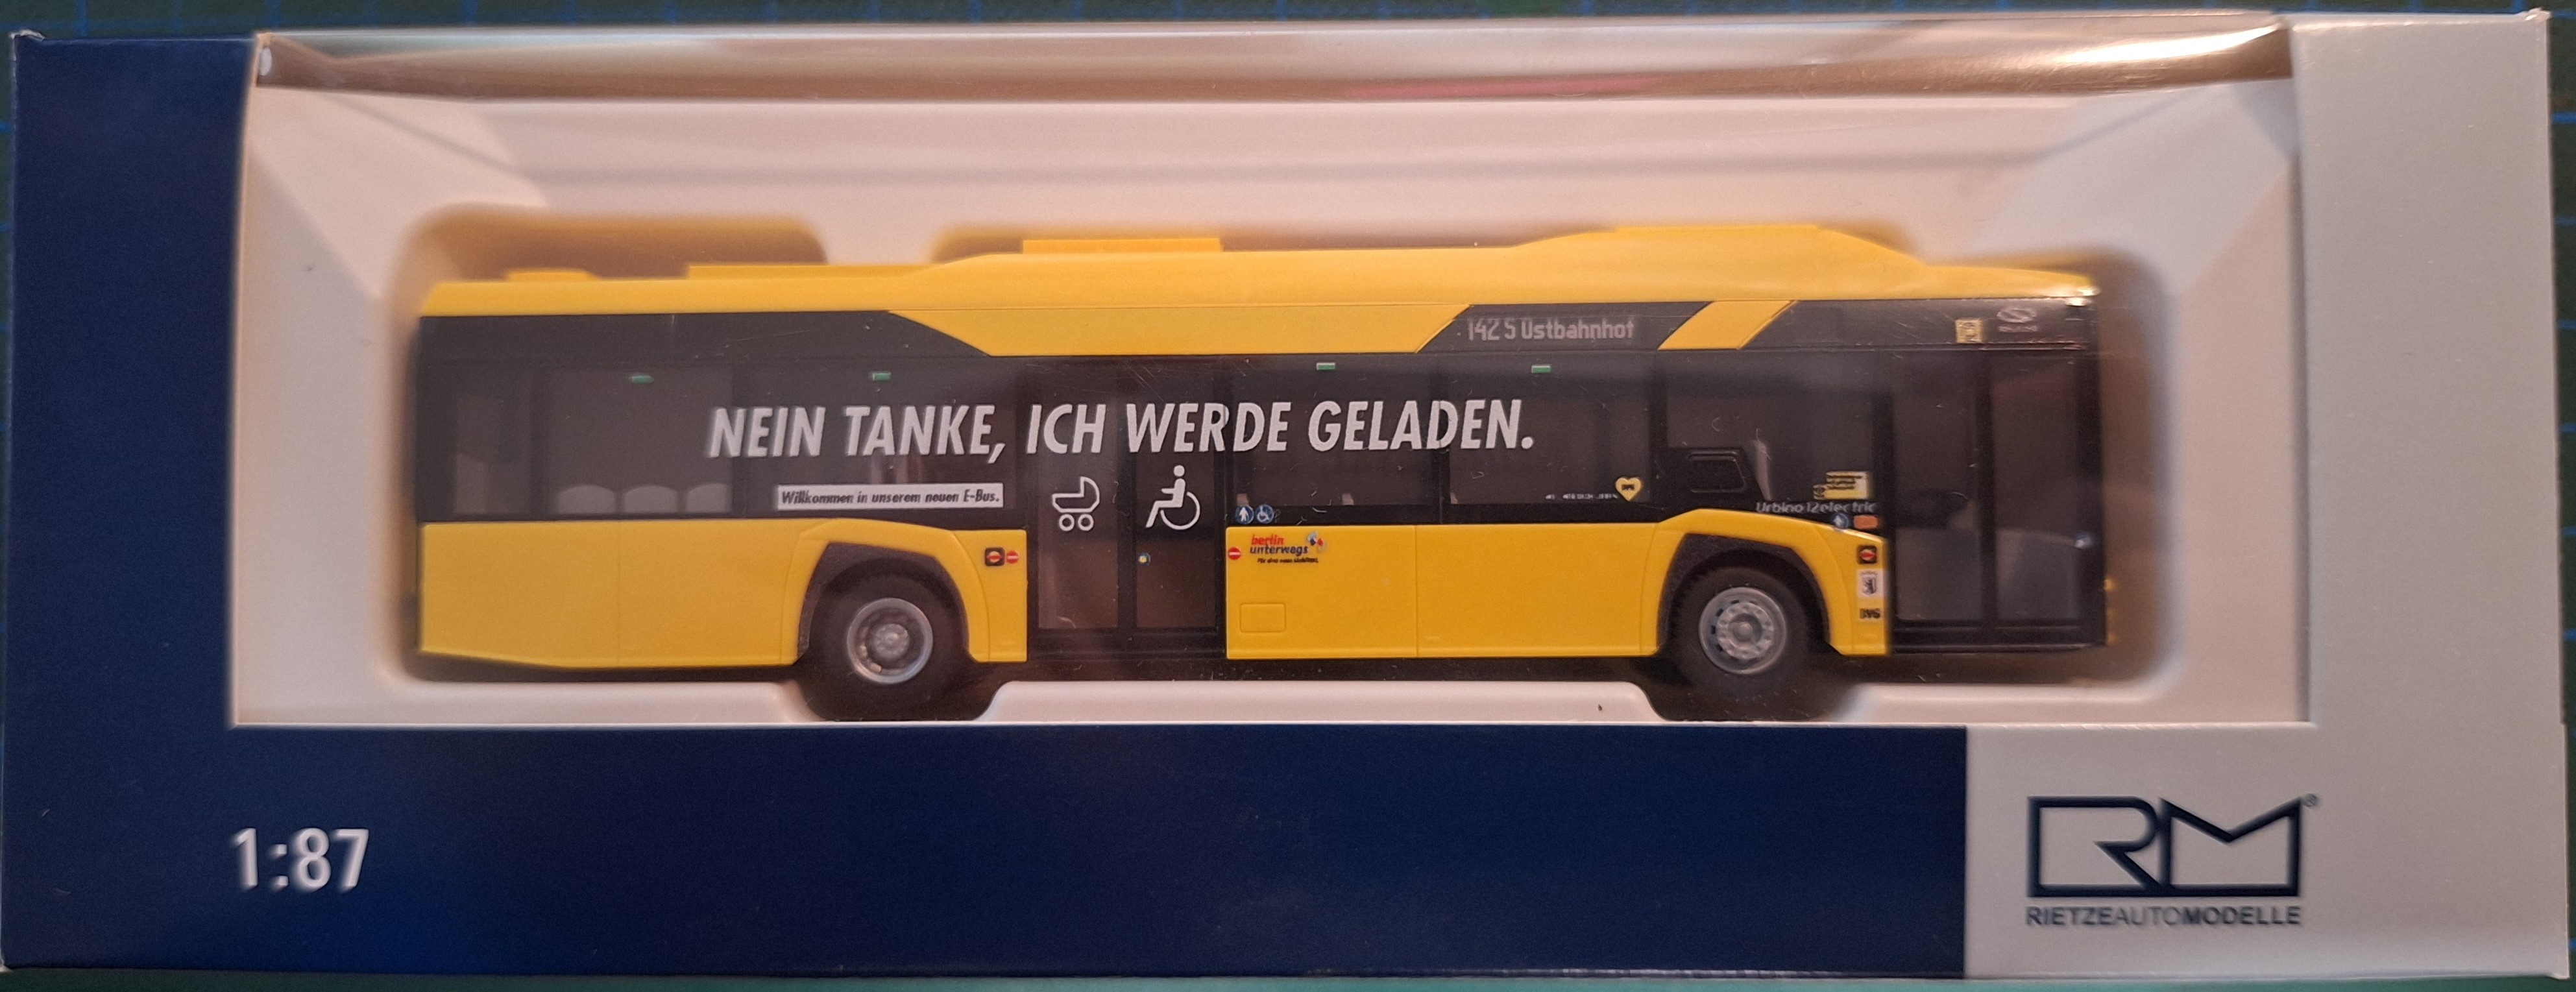 142 S Ostbahnhof
NEIN TANKE, ICH WERDE GELADEN.
Willkommen in unserem neuen E-Bus.
Urbino 12electric
berlin
unterwegs
BVG
1:87
RM®
RIETZEAUTOMODELLE